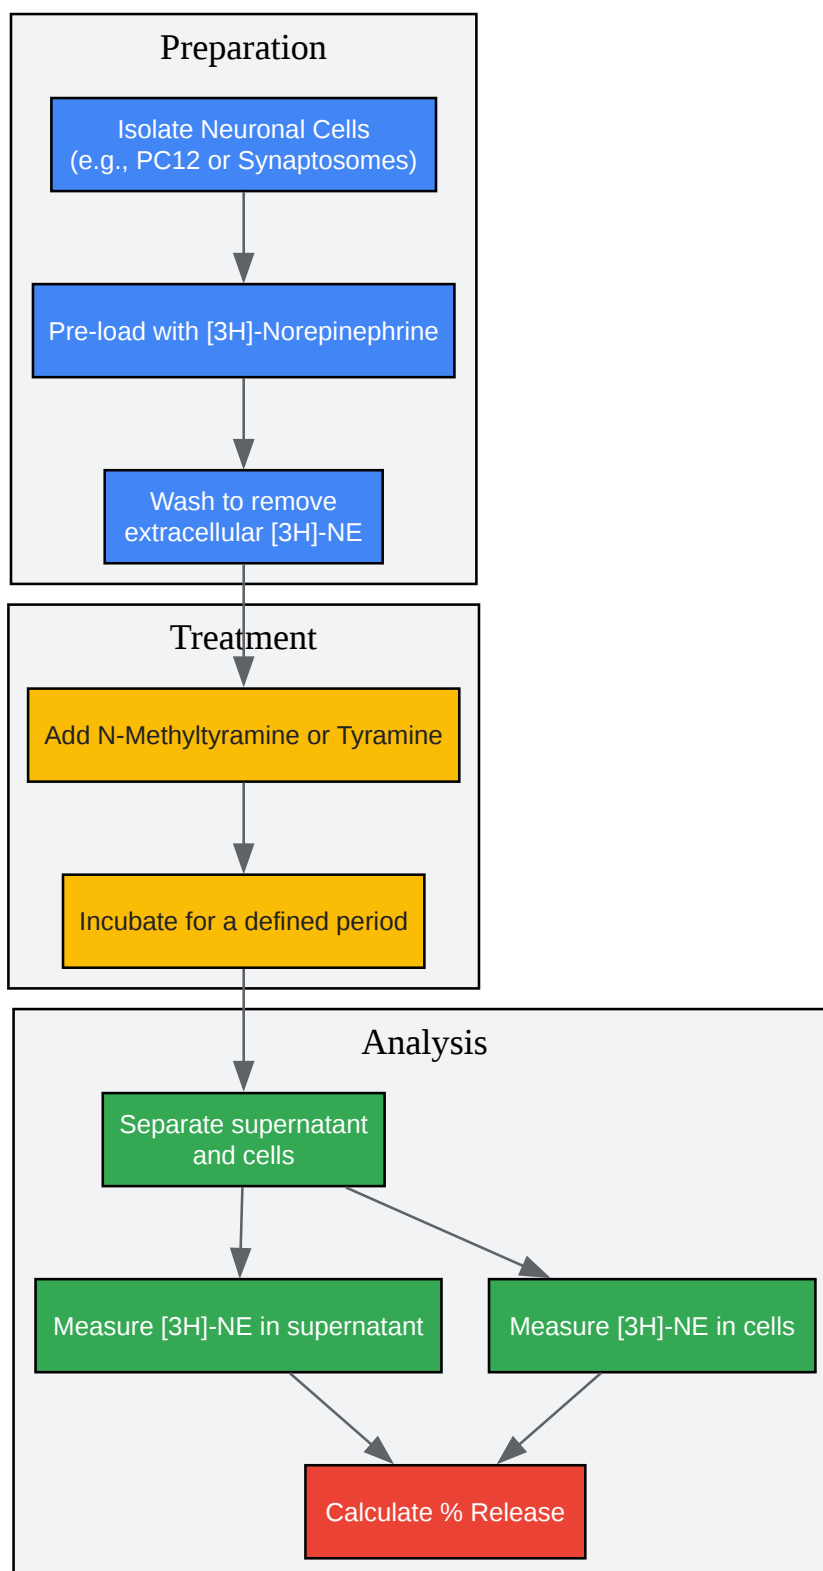 Preparation
Isolate Neuronal Cells
(e.g., PC12 or Synaptosomes)
Pre-load with [3H]-Norepinephrine
Wash to remove
extracellular [3H]-NE
Treatment
Add N-Methyltyramine or Tyramine
Incubate for a defined period
Analysis
Separate supernatant
and cells
Measure [3H]-NE in supernatant
Measure [3H]-NE in cells
Calculate % Release